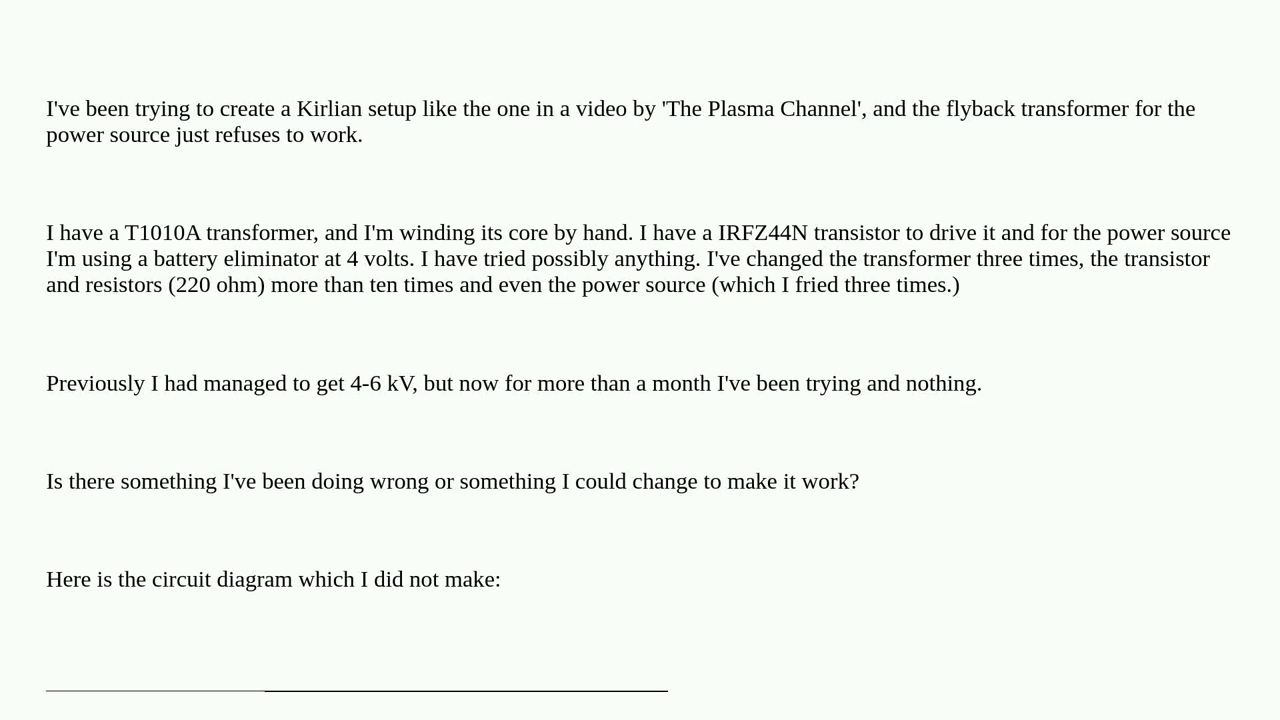 I've been trying to create a Kirlian setup like the one in a video by 'The Plasma Channel', and the flyback transformer for the
power source just refuses to work.
I have a T1010A transformer, and I'm winding its core by hand. I have a IRFZ44N transistor to drive it and for the power source
I'm using a battery eliminator at 4 volts. I have tried possibly anything. I've changed the transformer three times, the transistor
and resistors (220 ohm) more than ten times and even the power source (which I fried three times.)
Previously I had managed to get 4-6 kV, but now for more than a month I've been trying and nothing.
Is there something I've been doing wrong or something I could change to make it work?
Here is the circuit diagram which I did not make: